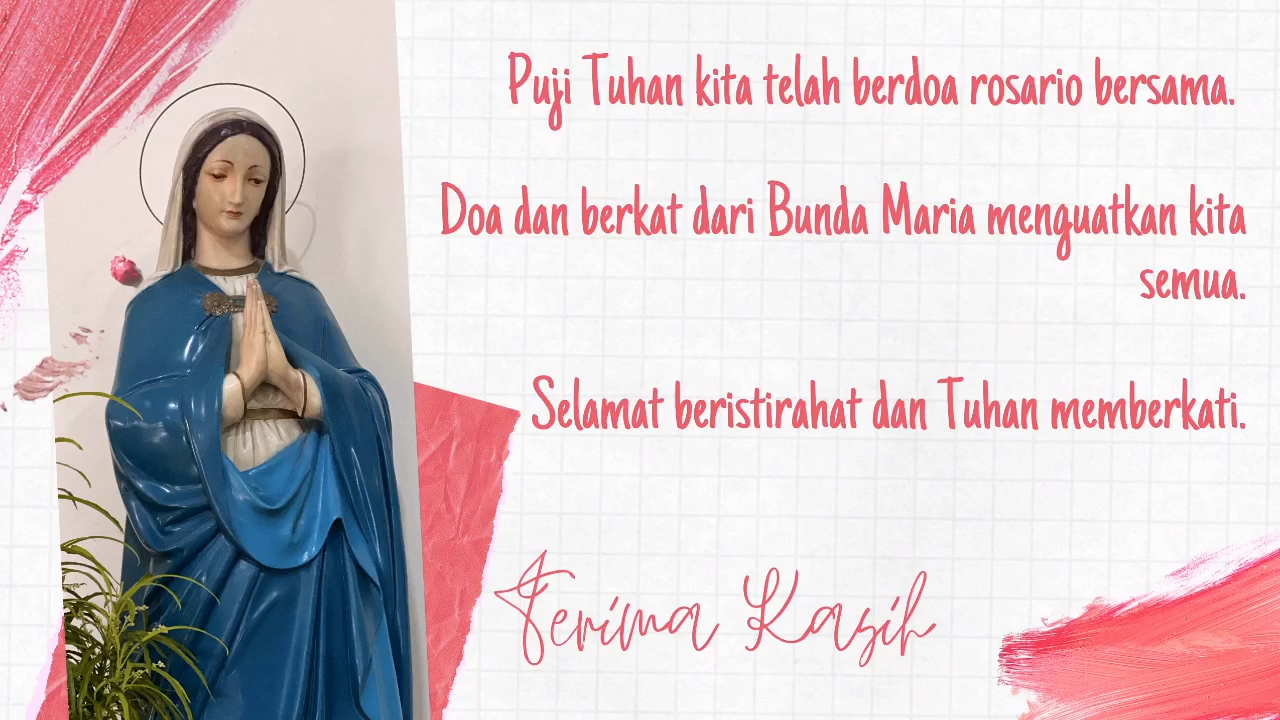 Puji Tuhan kita telah berdoa rosario bersama.
Doa dan berkat dari Bunda Maria menguatkan kita
semua.
Selamat beristirahat dan Tuhan memberkati.
Terima Kasih